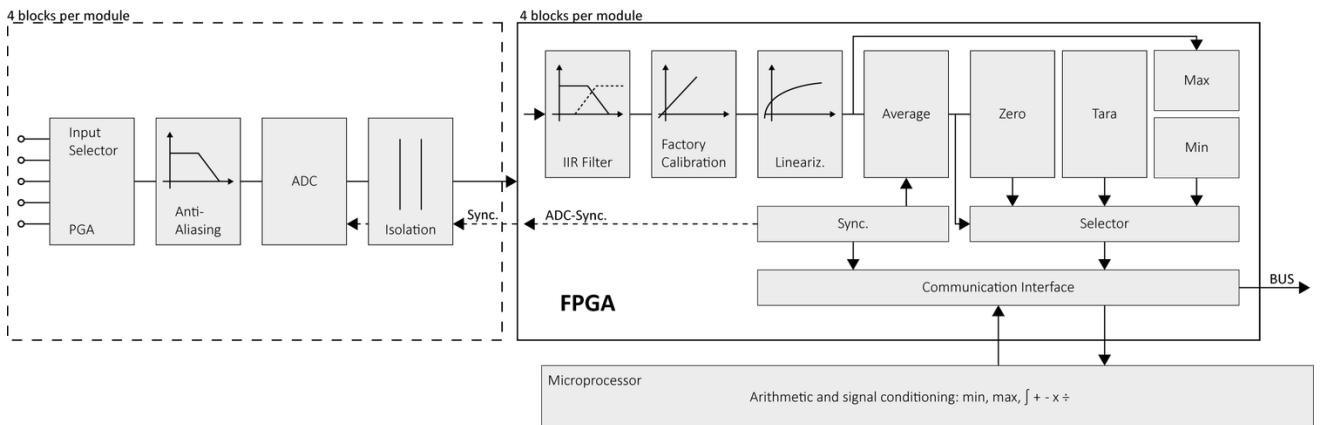 4 blocks per module
4 blocks per module
Input
Selector
PGA
Anti-
Aliasing
ADC
Isolation
Sync.
ADC-Sync.
IIR Filter
Factory
Calibration
Lineariz.
Average
Zero
Tara
Max
Min
Sync.
Selector
Communication Interface
BUS
FPGA
Microprocessor
Arithmetic and signal conditioning: min, max, ∫ + - x ÷